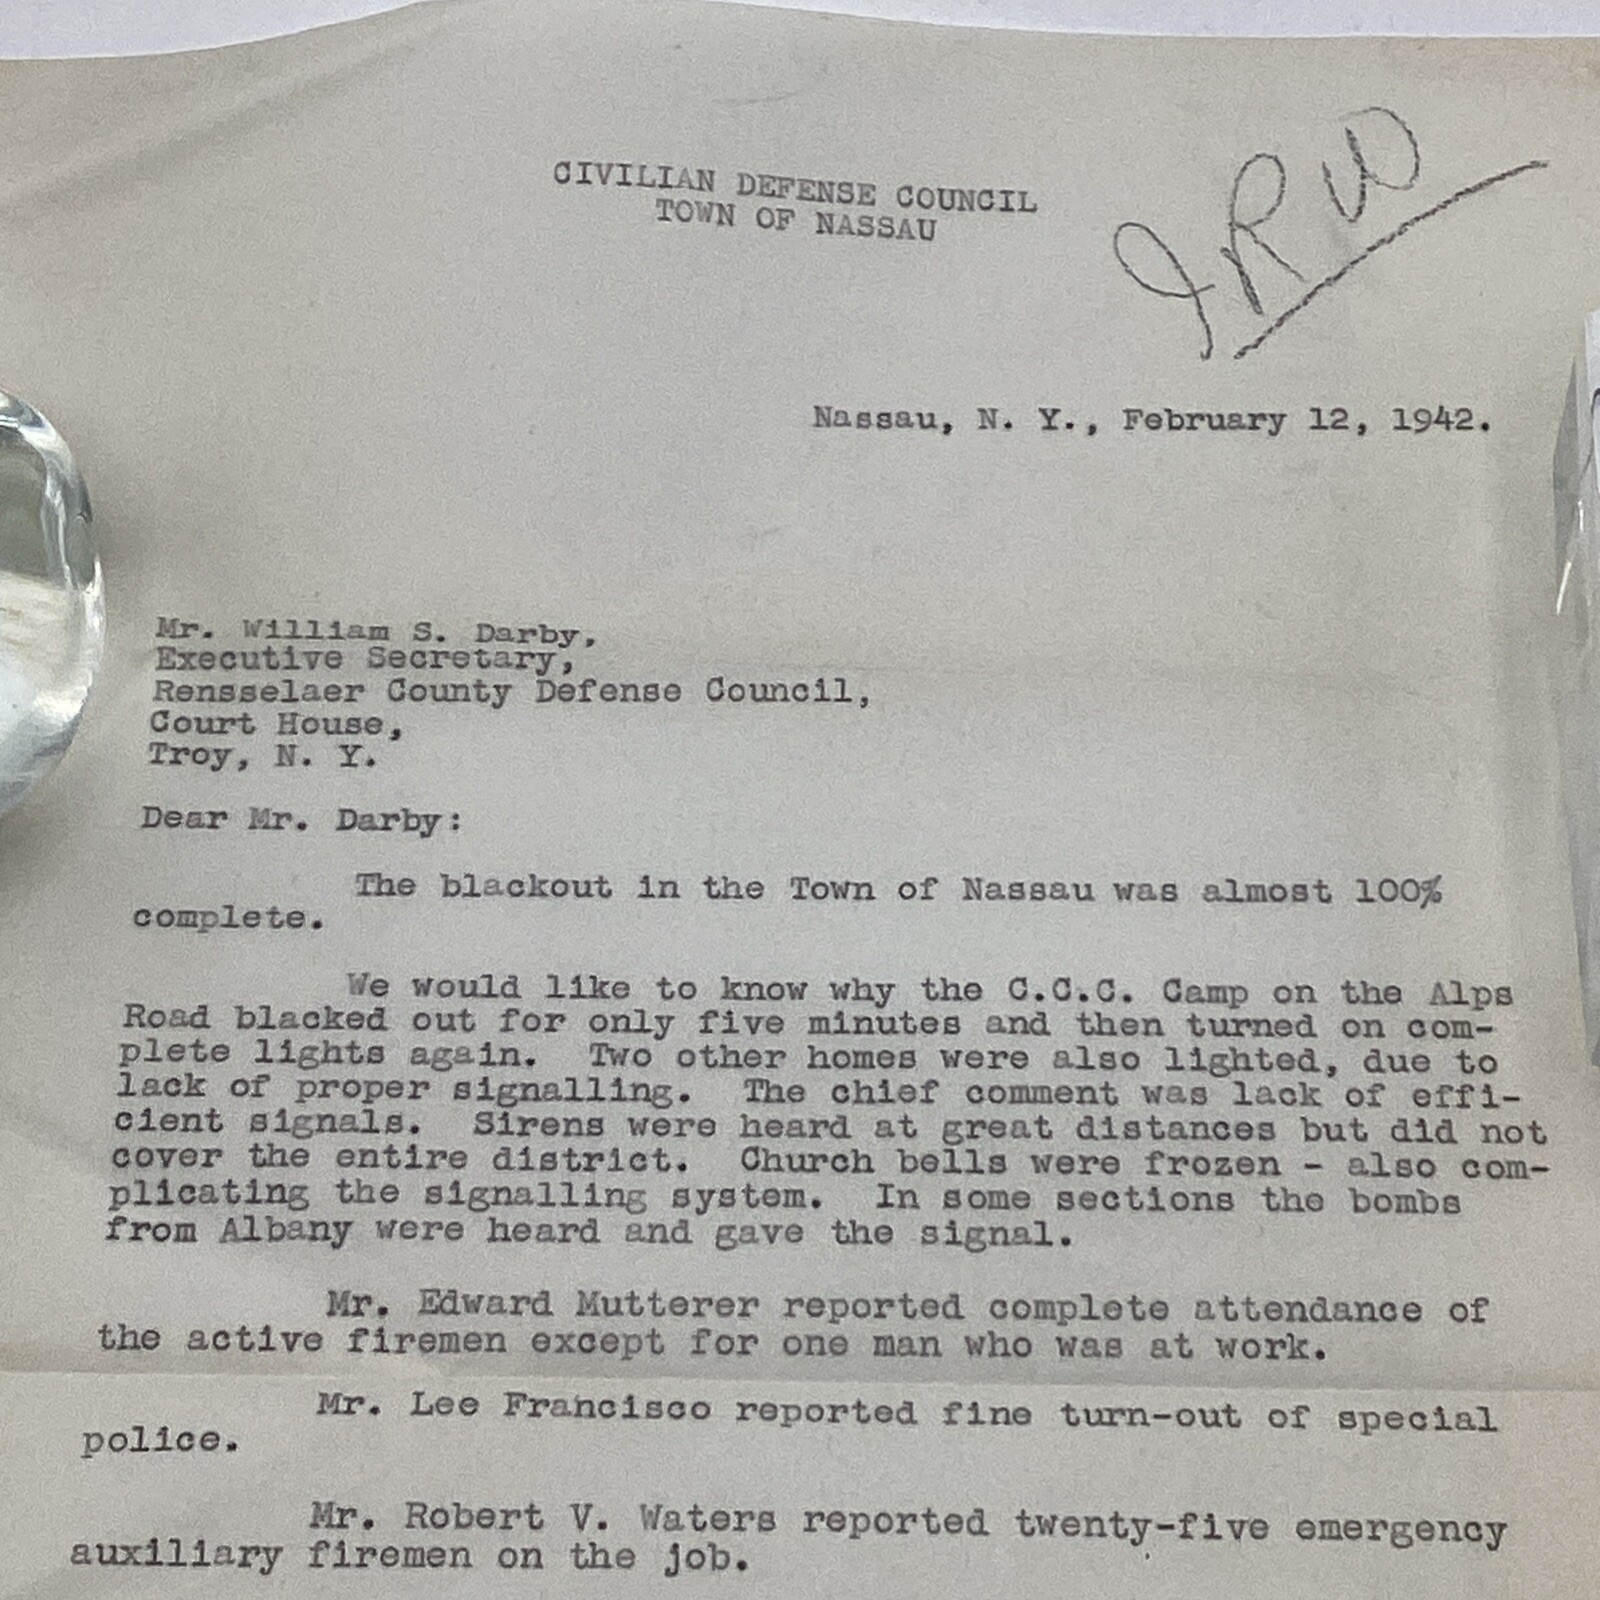 CIVILIAN DEFENSE COUNCIL
TOWN OF NASSAU
Nassau, N. Y., February 12, 1942.
Mr. William S. Darby,
Executive Secretary,
Rensselaer County Defense Council,
Court House,
Troy, N. Y.
Dear Mr. Darby:
The blackout in the Town of Nassau was almost 100%
complete.
We would like to know why the C.C.C. Camp on the Alps
Road blacked out for only five minutes and then turned on com-
plete lights again. Two other homes were also lighted, due to
lack of proper signalling. The chief comment was lack of effi-
cient signals. Sirens were heard at great distances but did not
cover the entire district. Church bells were frozen - also com-
plicating the signalling system. In some sections the bombs
from Albany were heard and gave the signal.
Mr. Edward Mutterer reported complete attendance of
the active firemen except for one man who was at work.
Mr. Lee Francisco reported fine turn-out of special
police.
Mr. Robert V. Waters reported twenty-five emergency
auxiliary firemen on the job.